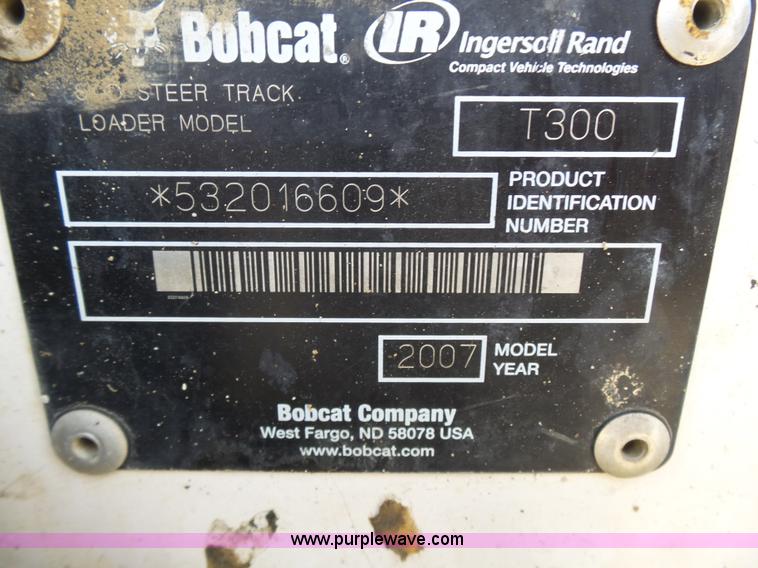 Bobcat®
IR Ingersoll Rand
Compact Vehicle Technologies
STEER TRACK
LOADER MODEL
T300
*532016609*
PRODUCT
IDENTIFICATION
NUMBER
2007
MODEL
YEAR
Bobcat Company
West Fargo, ND 58078 USA
www.bobcat.com
www.purplewave.com